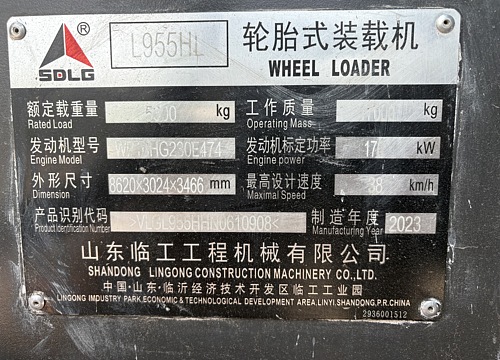 SDLG ® L955HL 轮胎式装载机
WHEEL LOADER
额定载重量 kg 工作质量 kg
Rated Load Operating Mass
发动机型号 发动机标定功率 kW
Engine Model Engine power
外形尺寸 8620×3024×3466 mm 最高设计速度 km/h
Dimension Maximal Speed
产品识别代码 制造年度 2023
Product Identification Number Manufacturing Year
山东临工工程机械有限公司
SHANDONG LINGONG CONSTRUCTION MACHINERY CO.,LTD.
中国·山东·临沂经济技术开发区临工工业园
LINGONG IMDUSTRY PARK,ECONOMIC & TECHNOLOGICAL DEVELOPMENT AREA,LINYI,SHANDONG,P.R.CHINA
2936001512